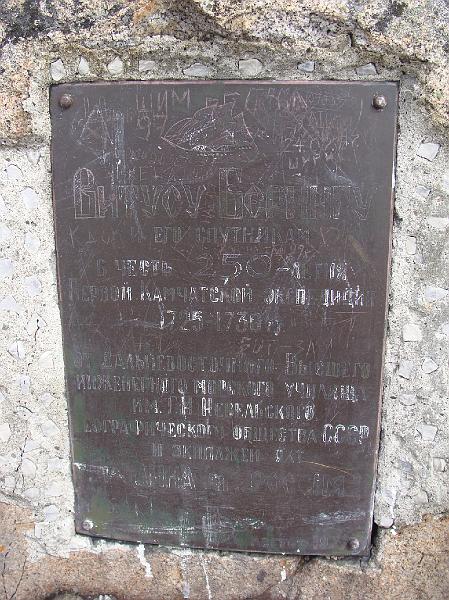 ВИТУСУ БЕРИНГУ
И ЕГО СПУТНИКАМ
В ЧЕСТЬ 250-ЛЕТИЯ
ПЕРВОЙ КАМЧАТСКОЙ ЭКСПЕДИЦИИ
1725-1730
ОТ ДАЛЬНЕВОСТОЧНОГО ВЫСШЕГО
ИНЖЕНЕРНОГО МОРСКОГО УЧИЛИЩА
ИМ. Г.И. НЕВЕЛЬСКОГО
ГЕОГРАФИЧЕСКОГО ОБЩЕСТВА СССР
И ЭКИПАЖЕЙ ЯХТ